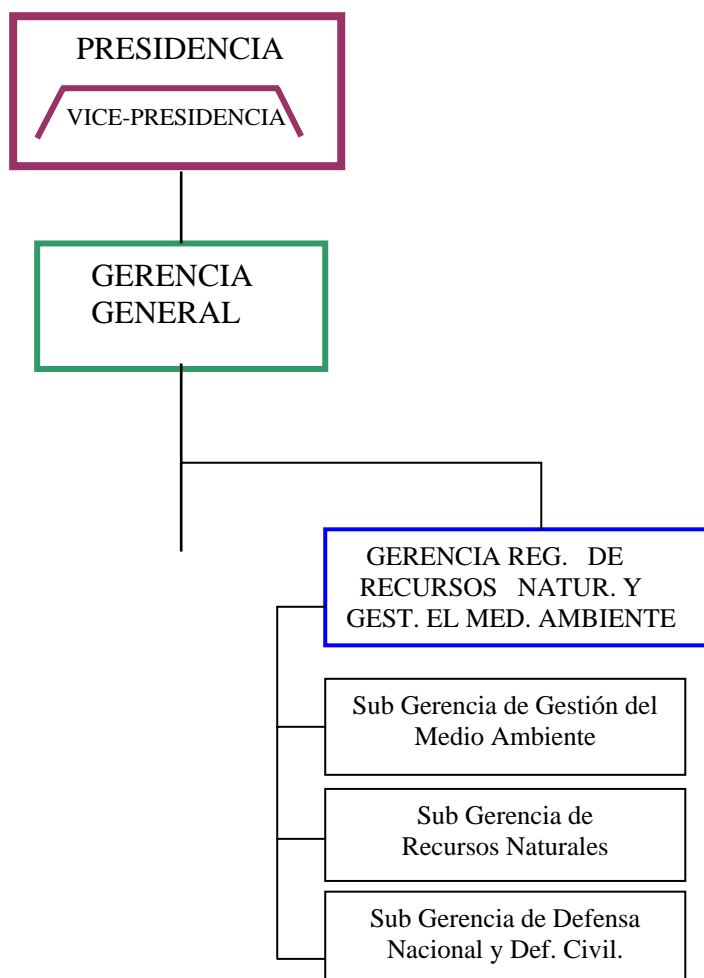 PRESIDENCIA
VICE-PRESIDENCIA
GERENCIA
GENERAL
GERENCIA REG. DE
RECURSOS NATUR. Y
GEST. EL MED. AMBIENTE
Sub Gerencia de Gestión del
Medio Ambiente
Sub Gerencia de
Recursos Naturales
Sub Gerencia de Defensa
Nacional y Def. Civil.